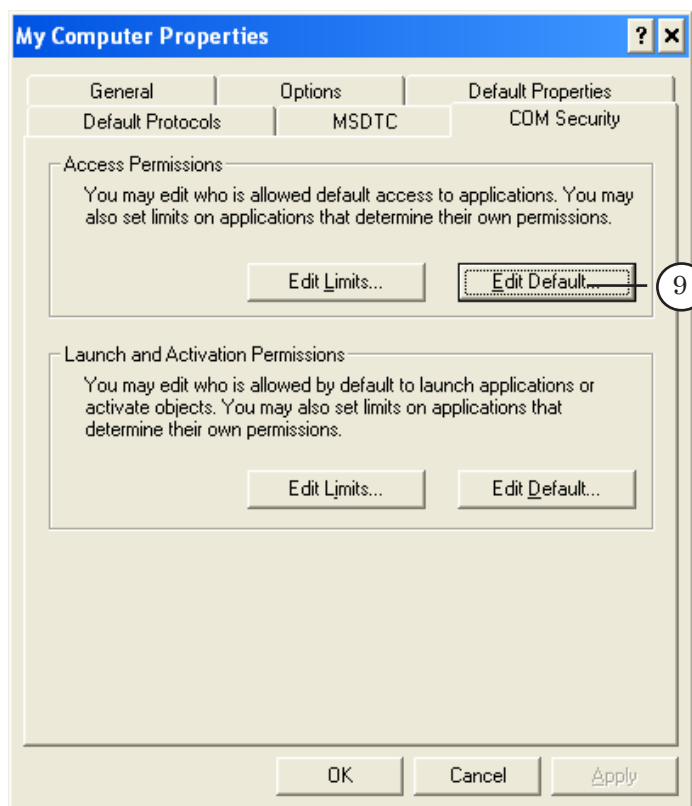 My Computer Properties
General Options Default Properties
Default Protocols MSDTC COM Security
Access Permissions
You may edit who is allowed default access to applications. You may
also set limits on applications that determine their own permissions.
Edit Limits... Edit Default...
9
Launch and Activation Permissions
You may edit who is allowed by default to launch applications or
activate objects. You may also set limits on applications that
determine their own permissions.
Edit Limits... Edit Default...
OK Cancel Apply